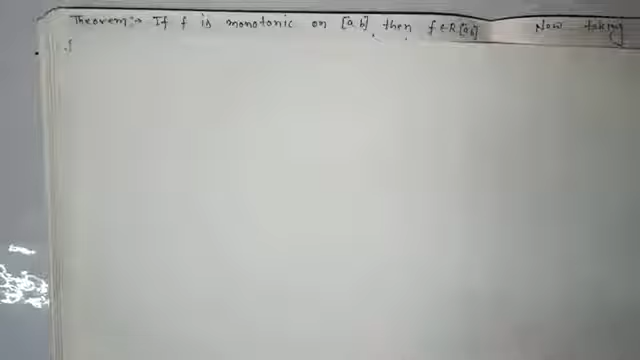 Theorem:→ If f is monotonic on [a,b], then f ∈ R[a,b] Now taking